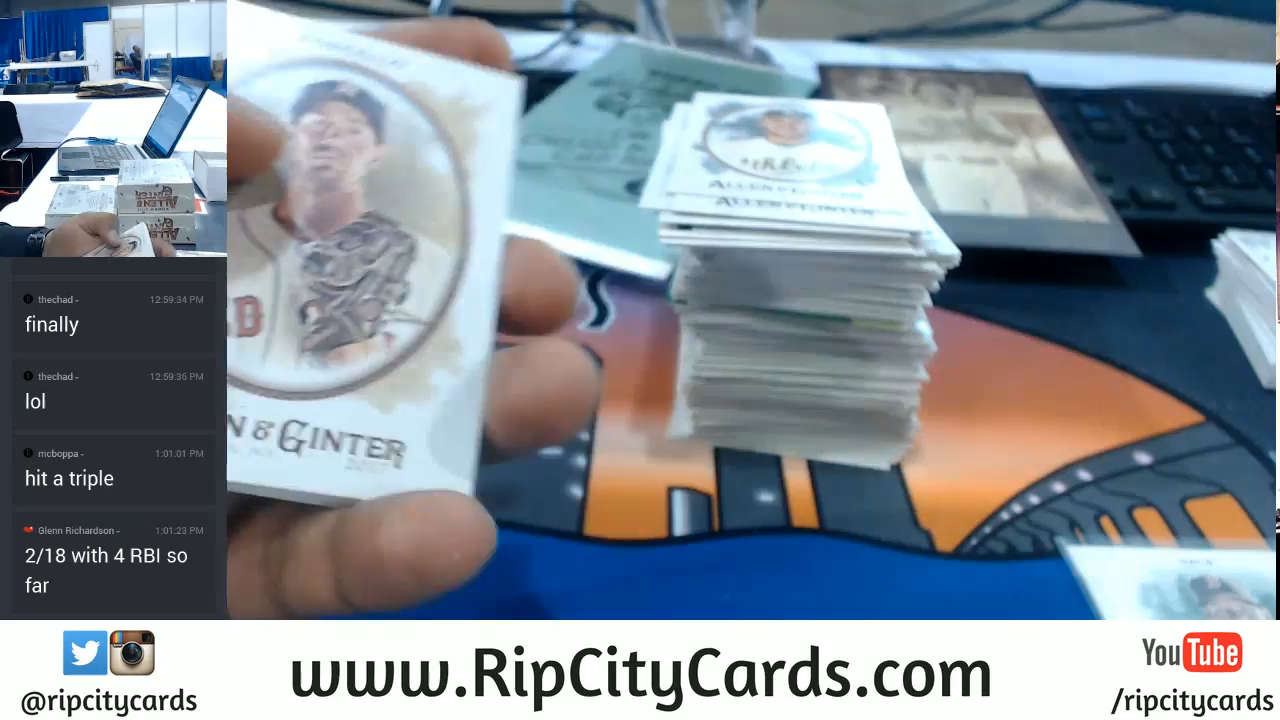 thechad - 12:59:34 PM
finally
thechad - 12:59:36 PM
lol
mcboppa - 1:01:01 PM
hit a triple
Glenn Richardson - 1:01:23 PM
2/18 with 4 RBI so
far
ALLEN & GINTER
ALLEN & GINTER
N & GINTER
www.RipCityCards.com
@ripcitycards
YouTube
/ripcitycards